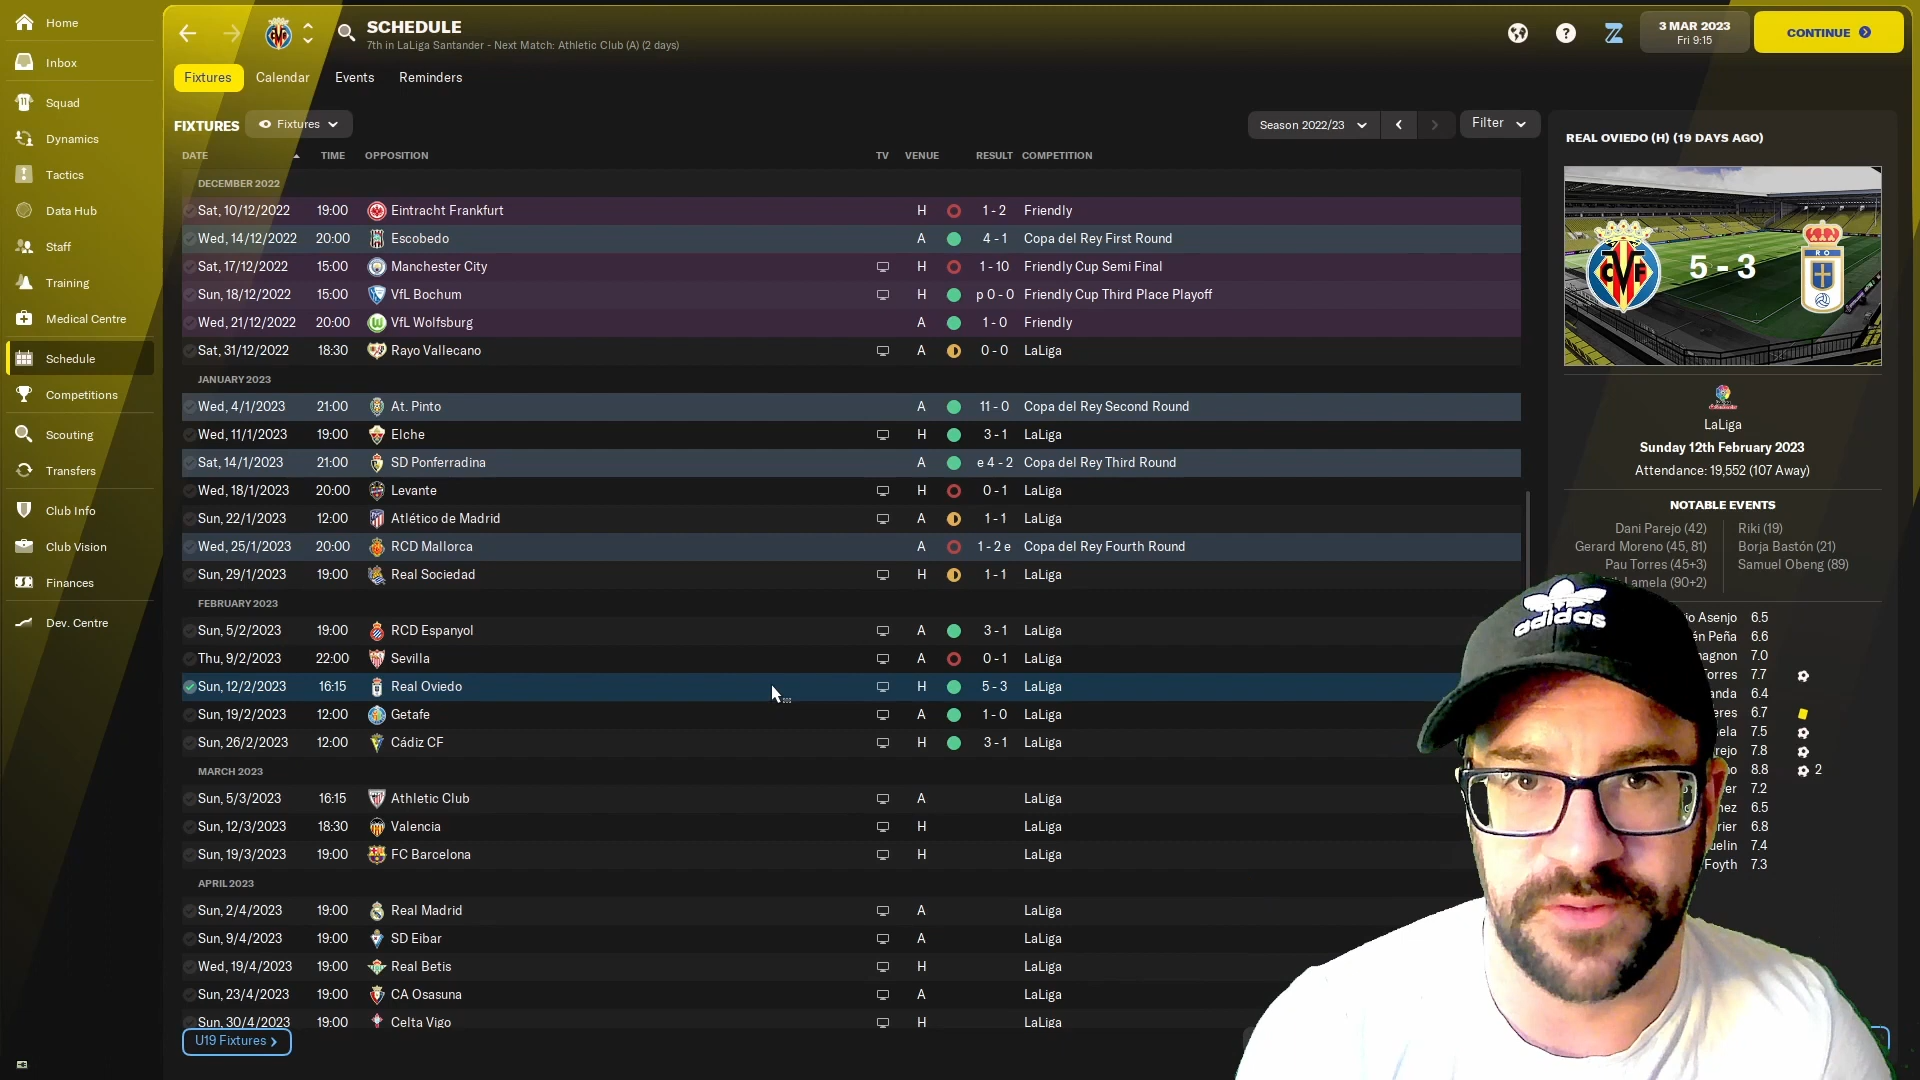 Home
Inbox
Squad
Dynamics
Tactics
Data Hub
Staff
Training
Medical Centre
Schedule
Competitions
Scouting
Transfers
Club Info
Club Vision
Finances
Dev. Centre
SCHEDULE
7th in LaLiga Santander - Next Match: Athletic Club (A) (2 days)
3 MAR 2023
Fri 9:15
CONTINUE
Fixtures Calendar Events Reminders
FIXTURES Fixtures Season 2022/23 Filter
DATE TIME OPPOSITION TV VENUE RESULT COMPETITION
DECEMBER 2022
Sat, 10/12/2022 19:00 Eintracht Frankfurt H 1 - 2 Friendly
Wed, 14/12/2022 20:00 Escobedo A 4 - 1 Copa del Rey First Round
Sat, 17/12/2022 15:00 Manchester City H 1 - 10 Friendly Cup Semi Final
Sun, 18/12/2022 15:00 VfL Bochum H p 0 - 0 Friendly Cup Third Place Playoff
Wed, 21/12/2022 20:00 VfL Wolfsburg A 1 - 0 Friendly
Sat, 31/12/2022 18:30 Rayo Vallecano A 0 - 0 LaLiga
JANUARY 2023
Wed, 4/1/2023 21:00 At. Pinto A 11 - 0 Copa del Rey Second Round
Wed, 11/1/2023 19:00 Elche H 3 - 1 LaLiga
Sat, 14/1/2023 21:00 SD Ponferradina A e 4 - 2 Copa del Rey Third Round
Wed, 18/1/2023 20:00 Levante H 0 - 1 LaLiga
Sun, 22/1/2023 12:00 Atlético de Madrid A 1 - 1 LaLiga
Wed, 25/1/2023 20:00 RCD Mallorca A 1 - 2 e Copa del Rey Fourth Round
Sun, 29/1/2023 19:00 Real Sociedad H 1 - 1 LaLiga
FEBRUARY 2023
Sun, 5/2/2023 19:00 RCD Espanyol A 3 - 1 LaLiga
Thu, 9/2/2023 22:00 Sevilla A 0 - 1 LaLiga
Sun, 12/2/2023 16:15 Real Oviedo H 5 - 3 LaLiga
Sun, 19/2/2023 12:00 Getafe A 1 - 0 LaLiga
Sun, 26/2/2023 12:00 Cádiz CF H 3 - 1 LaLiga
MARCH 2023
Sun, 5/3/2023 16:15 Athletic Club A LaLiga
Sun, 12/3/2023 18:30 Valencia H LaLiga
Sun, 19/3/2023 19:00 FC Barcelona H LaLiga
APRIL 2023
Sun, 2/4/2023 19:00 Real Madrid A LaLiga
Sun, 9/4/2023 19:00 SD Eibar A LaLiga
Wed, 19/4/2023 19:00 Real Betis H LaLiga
Sun, 23/4/2023 19:00 CA Osasuna A LaLiga
Sun, 30/4/2023 19:00 Celta Vigo H LaLiga
U19 Fixtures
REAL OVIEDO (H) (19 DAYS AGO)
5 - 3
LaLiga
Sunday 12th February 2023
Attendance: 19,552 (107 Away)
NOTABLE EVENTS
Dani Parejo (42) Riki (19)
Gerard Moreno (45, 81) Borja Bastón (21)
Pau Torres (45+3) Samuel Obeng (89)
Lamela (90+2)
Asenjo 6.5
Peña 6.6
7.0
7.7
6.4
6.7
7.5
7.8
8.8 2
7.2
6.5
6.8
7.4
Foyth 7.3
adidas